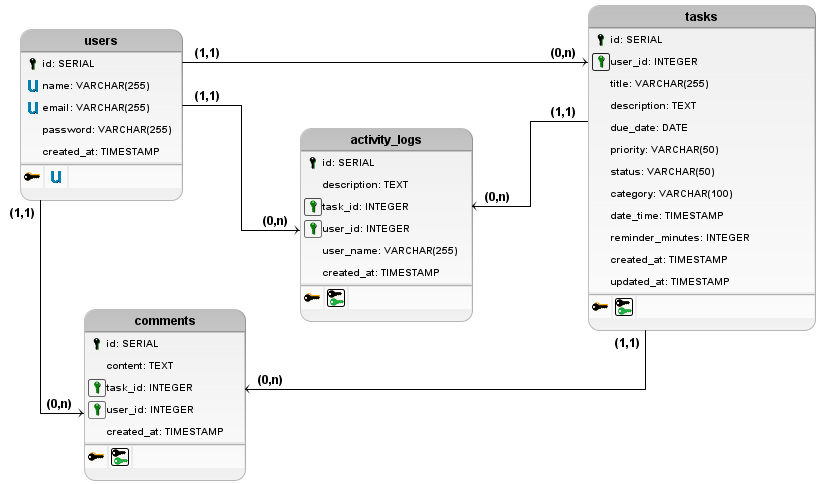 users
id: SERIAL
name: VARCHAR(255)
email: VARCHAR(255)
password: VARCHAR(255)
created_at: TIMESTAMP
(1,1)
(0,n)
(1,1)
(1,1)
tasks
id: SERIAL
user_id: INTEGER
title: VARCHAR(255)
description: TEXT
due_date: DATE
priority: VARCHAR(50)
status: VARCHAR(50)
category: VARCHAR(100)
date_time: TIMESTAMP
reminder_minutes: INTEGER
created_at: TIMESTAMP
updated_at: TIMESTAMP
(1,1)
(0,n)
(0,n)
activity_logs
id: SERIAL
description: TEXT
task_id: INTEGER
user_id: INTEGER
user_name: VARCHAR(255)
created_at: TIMESTAMP
(1,1)
(0,n)
(0,n)
comments
id: SERIAL
content: TEXT
task_id: INTEGER
user_id: INTEGER
created_at: TIMESTAMP